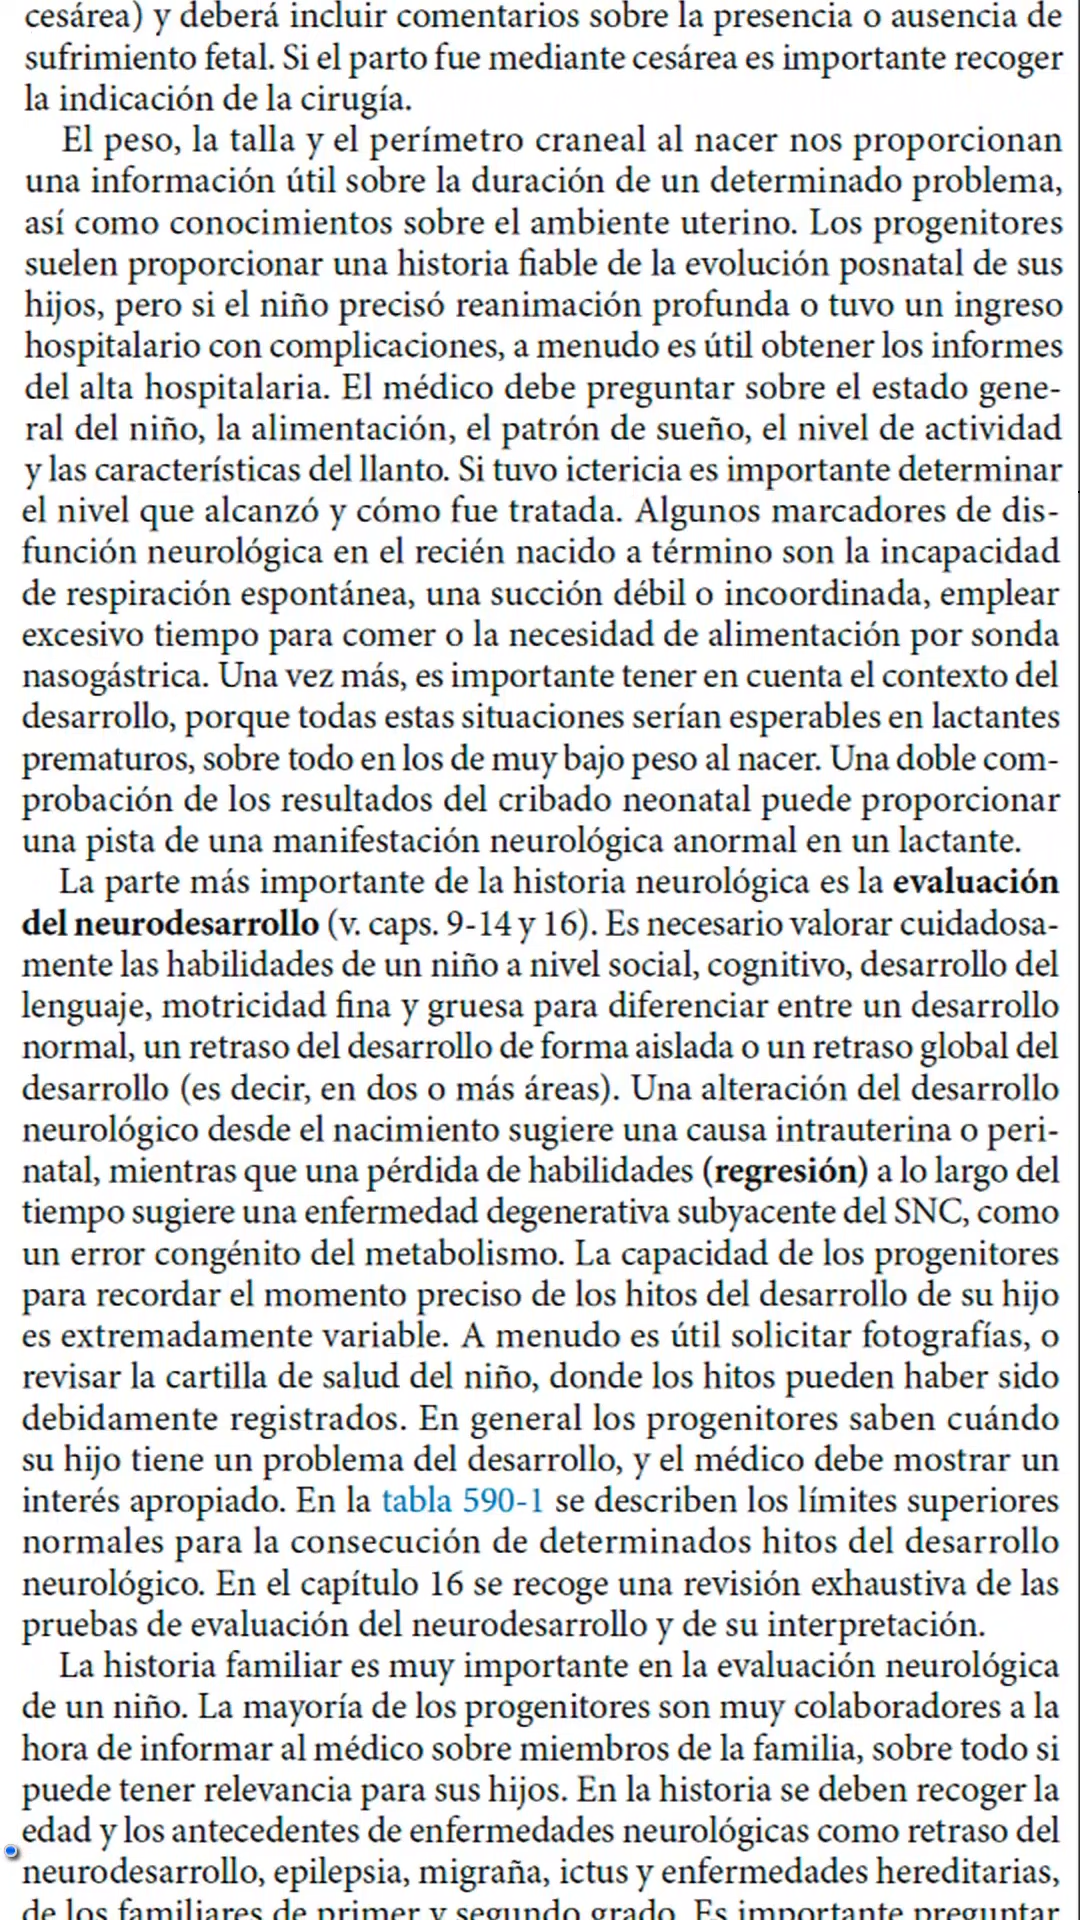 cesárea) y deberá incluir comentarios sobre la presencia o ausencia de
sufrimiento fetal. Si el parto fue mediante cesárea es importante recoger
la indicación de la cirugía.
El peso, la talla y el perímetro craneal al nacer nos proporcionan
una información útil sobre la duración de un determinado problema,
así como conocimientos sobre el ambiente uterino. Los progenitores
suelen proporcionar una historia fiable de la evolución posnatal de sus
hijos, pero si el niño precisó reanimación profunda o tuvo un ingreso
hospitalario con complicaciones, a menudo es útil obtener los informes
del alta hospitalaria. El médico debe preguntar sobre el estado gene-
ral del niño, la alimentación, el patrón de sueño, el nivel de actividad
y las características del llanto. Si tuvo ictericia es importante determinar
el nivel que alcanzó y cómo fue tratada. Algunos marcadores de dis-
función neurológica en el recién nacido a término son la incapacidad
de respiración espontánea, una succión débil o incoordinada, emplear
excesivo tiempo para comer o la necesidad de alimentación por sonda
nasogástrica. Una vez más, es importante tener en cuenta el contexto del
desarrollo, porque todas estas situaciones serían esperables en lactantes
prematuros, sobre todo en los de muy bajo peso al nacer. Una doble com-
probación de los resultados del cribado neonatal puede proporcionar
una pista de una manifestación neurológica anormal en un lactante.
La parte más importante de la historia neurológica es la evaluación
del neurodesarrollo (v. caps. 9-14 y 16). Es necesario valorar cuidadosa-
mente las habilidades de un niño a nivel social, cognitivo, desarrollo del
lenguaje, motricidad fina y gruesa para diferenciar entre un desarrollo
normal, un retraso del desarrollo de forma aislada o un retraso global del
desarrollo (es decir, en dos o más áreas). Una alteración del desarrollo
neurológico desde el nacimiento sugiere una causa intrauterina o peri-
natal, mientras que una pérdida de habilidades (regresión) a lo largo del
tiempo sugiere una enfermedad degenerativa subyacente del SNC, como
un error congénito del metabolismo. La capacidad de los progenitores
para recordar el momento preciso de los hitos del desarrollo de su hijo
es extremadamente variable. A menudo es útil solicitar fotografías, o
revisar la cartilla de salud del niño, donde los hitos pueden haber sido
debidamente registrados. En general los progenitores saben cuándo
su hijo tiene un problema del desarrollo, y el médico debe mostrar un
interés apropiado. En la tabla 590-1 se describen los límites superiores
normales para la consecución de determinados hitos del desarrollo
neurológico. En el capítulo 16 se recoge una revisión exhaustiva de las
pruebas de evaluación del neurodesarrollo y de su interpretación.
La historia familiar es muy importante en la evaluación neurológica
de un niño. La mayoría de los progenitores son muy colaboradores a la
hora de informar al médico sobre miembros de la familia, sobre todo si
puede tener relevancia para sus hijos. En la historia se deben recoger la
edad y los antecedentes de enfermedades neurológicas como retraso del
neurodesarrollo, epilepsia, migraña, ictus y enfermedades hereditarias,
de los familiares de primer y segundo grado. Es importante preguntar